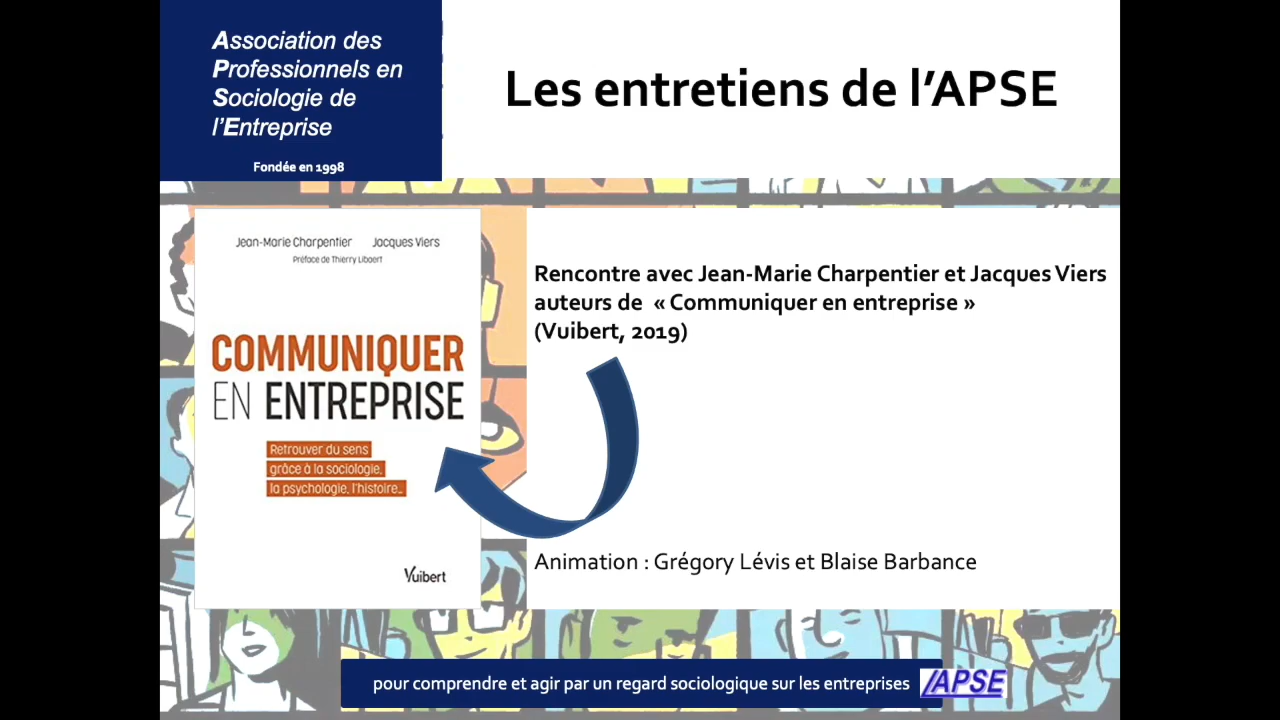 Association des
Professionnels en
Sociologie de
l'Entreprise
Fondée en 1998
Les entretiens de l'APSE
Jean-Marie Charpentier Jacques Viers
Préface de Thierry Libaert
COMMUNIQUER
EN ENTREPRISE
Retrouver du sens
grâce à la sociologie,
la psychologie, l'histoire...
Vuibert
Rencontre avec Jean-Marie Charpentier et Jacques Viers
auteurs de « Communiquer en entreprise »
(Vuibert, 2019)
Animation : Grégory Lévis et Blaise Barbance
pour comprendre et agir par un regard sociologique sur les entreprises
APSE